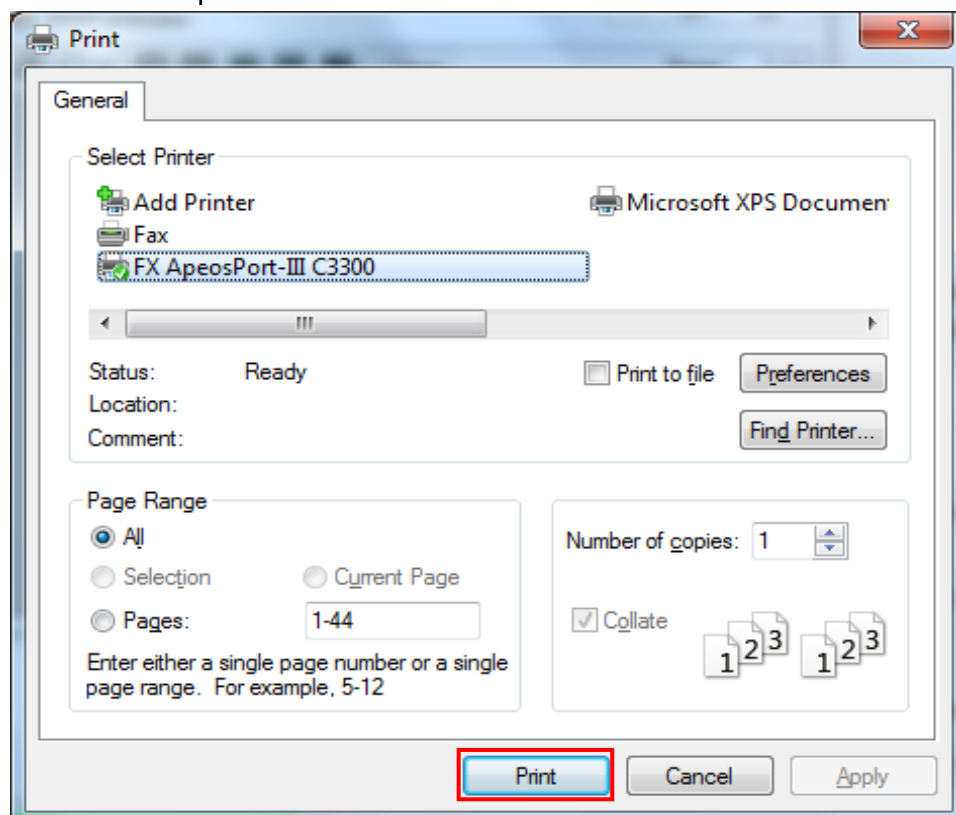 Print
General
Select Printer
Add Printer
Microsoft XPS Documen
Fax
FX ApeosPort-III C3300
Status: Ready
Print to file
Preferences
Location:
Comment:
Find Printer...
Page Range
All
Selection
Current Page
Pages: 1-44
Enter either a single page number or a single
page range. For example, 5-12
Number of copies: 1
Collate
1 2 3 1 2 3
Print Cancel Apply